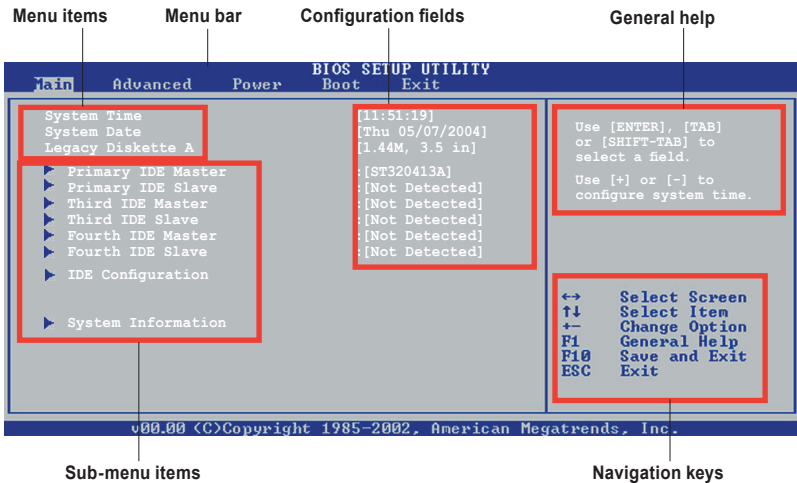 Menu items Menu bar Configuration fields General help
BIOS SETUP UTILITY
Main Advanced Power Boot Exit
System Time [11:51:19]
System Date [Thu 05/07/2004]
Legacy Diskette A [1.44M, 3.5 in]
Primary IDE Master :[ST320413A]
Primary IDE Slave :[Not Detected]
Third IDE Master :[Not Detected]
Third IDE Slave :[Not Detected]
Fourth IDE Master :[Not Detected]
Fourth IDE Slave :[Not Detected]
IDE Configuration
System Information
Use [ENTER], [TAB]
or [SHIFT-TAB] to
select a field.
Use [+] or [-] to
configure system time.
↔ Select Screen
↑↓ Select Item
+- Change Option
F1 General Help
F10 Save and Exit
ESC Exit
v00.00 (C)Copyright 1985-2002, American Megatrends, Inc.
Sub-menu items Navigation keys